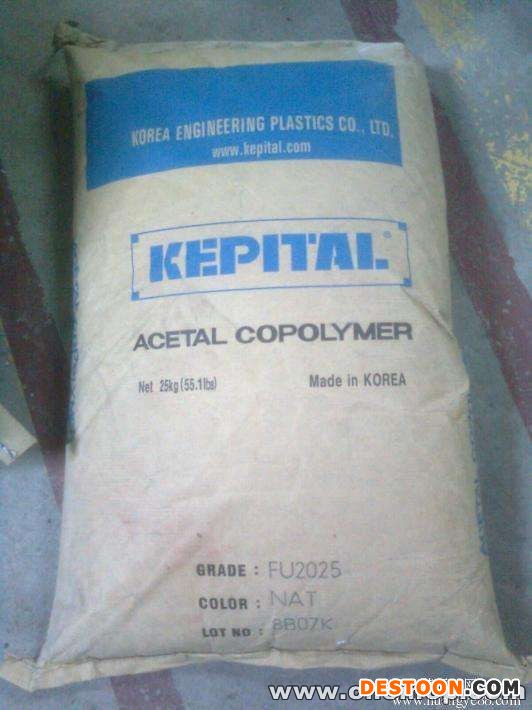 KOREA ENGINEERING PLASTICS CO., LTD.
www.kepital.com
KEPITAL®
ACETAL COPOLYMER
Net 25kg (55.1lbs) Made in KOREA
GRADE : FU2025
COLOR : NAT
LOT NO : 8B07K
DESTOON.COM